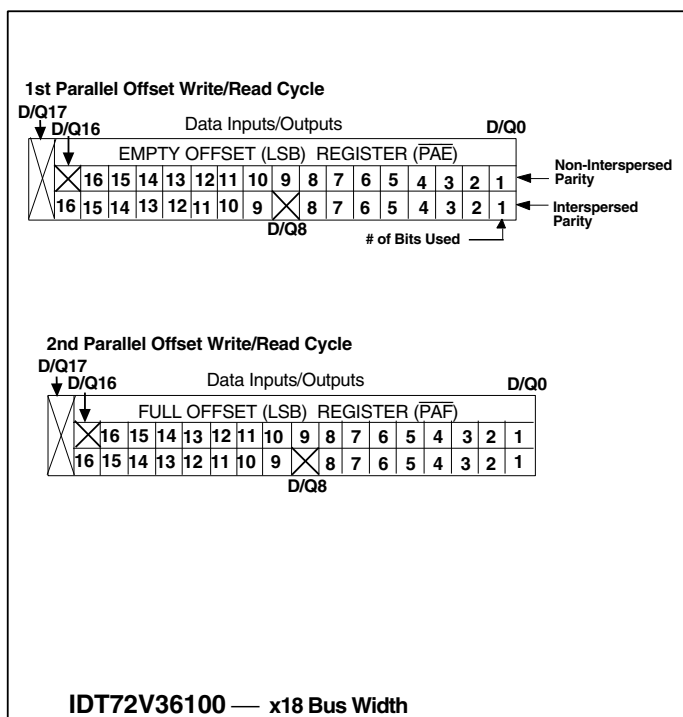 1st Parallel Offset Write/Read Cycle
D/Q17
D/Q16 Data Inputs/Outputs D/Q0
EMPTY OFFSET (LSB) REGISTER (PAE)
16 15 14 13 12 11 10 9 8 7 6 5 4 3 2 1 Non-Interspersed Parity
16 15 14 13 12 11 10 9 8 7 6 5 4 3 2 1 Interspersed Parity
D/Q8
# of Bits Used
2nd Parallel Offset Write/Read Cycle
D/Q17
D/Q16 Data Inputs/Outputs D/Q0
FULL OFFSET (LSB) REGISTER (PAF)
16 15 14 13 12 11 10 9 8 7 6 5 4 3 2 1
16 15 14 13 12 11 10 9 8 7 6 5 4 3 2 1
D/Q8
IDT72V36100 — x18 Bus Width